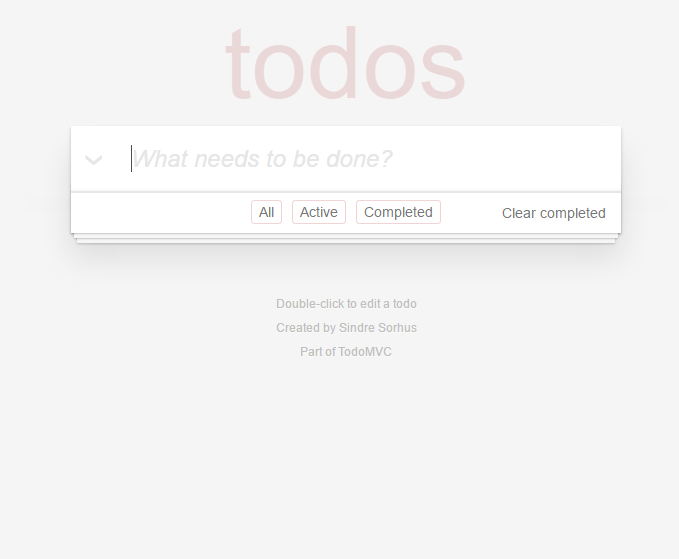 todos
What needs to be done?
All Active Completed Clear completed
Double-click to edit a todo
Created by Sindre Sorhus
Part of TodoMVC